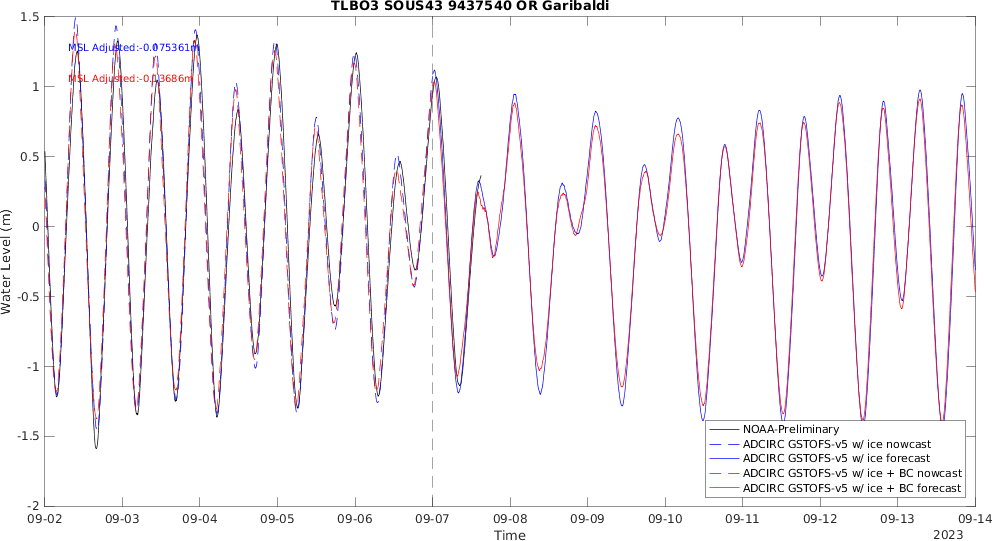 TLBO3 SOUS43 9437540 OR Garibaldi
MSL Adjusted:-0.075361m
MSL Adjusted:-0.13686m
Water Level (m)
1.5
1
0.5
0
-0.5
-1
-1.5
-2
NOAA-Preliminary
ADCIRC GSTOFS-v5 w/ ice nowcast
ADCIRC GSTOFS-v5 w/ ice forecast
ADCIRC GSTOFS-v5 w/ ice + BC nowcast
ADCIRC GSTOFS-v5 w/ ice + BC forecast
09-02 09-03 09-04 09-05 09-06 09-07 09-08 09-09 09-10 09-11 09-12 09-13 09-14
Time
2023